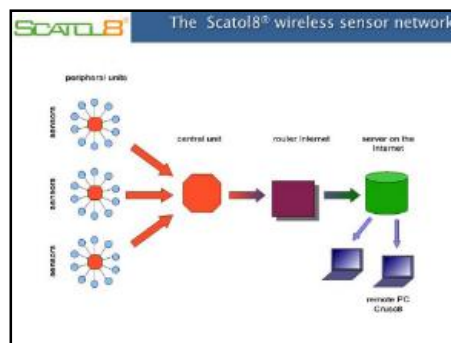 SCATOL8®
The Scatol8® wireless sensor network
peripheral units
sensors
central unit
router internet
server on the
internet
sensors
sensors
remote PC
Cruso8